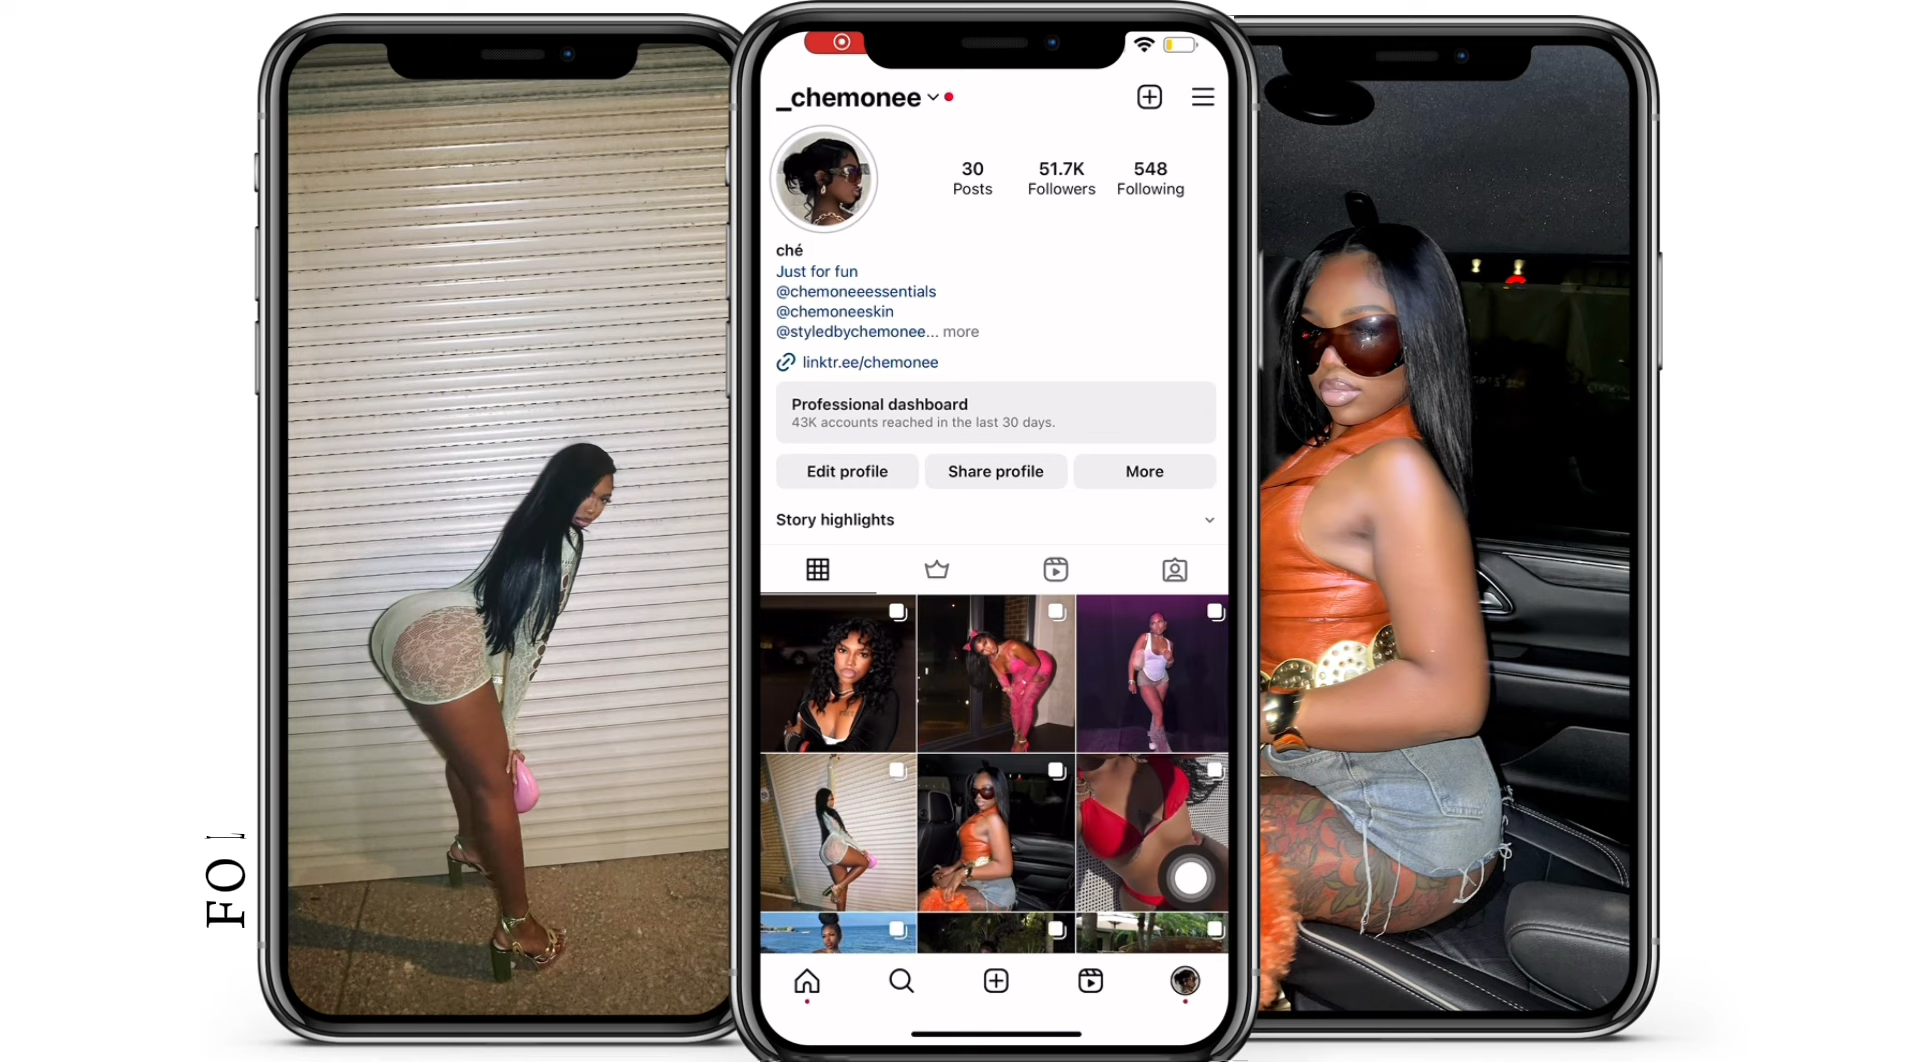 _chemonee
30
Posts
51.7K
Followers
548
Following
ché
Just for fun
@chemoneeessentials
@chemoneeskin
@styledbychemonee... more
linktr.ee/chemonee
Professional dashboard
43K accounts reached in the last 30 days.
Edit profile
Share profile
More
Story highlights
FO